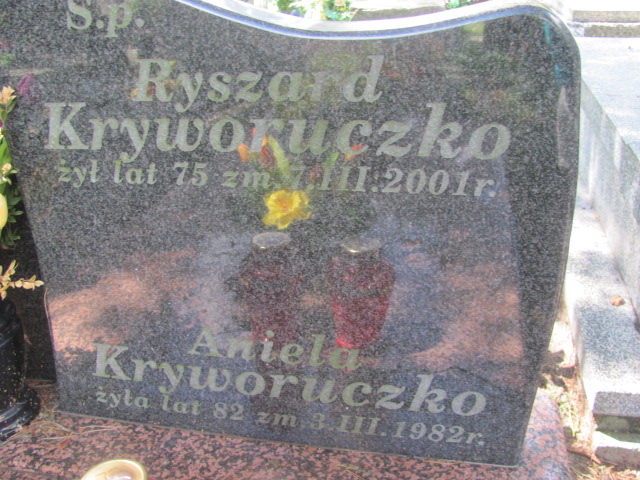 Ś.p.
Ryszard
Kryworuczko
żył lat 75 zm 7.III.2001r.
Aniela
Kryworuczko
żyła lat 82 zm 3.III.1982r.